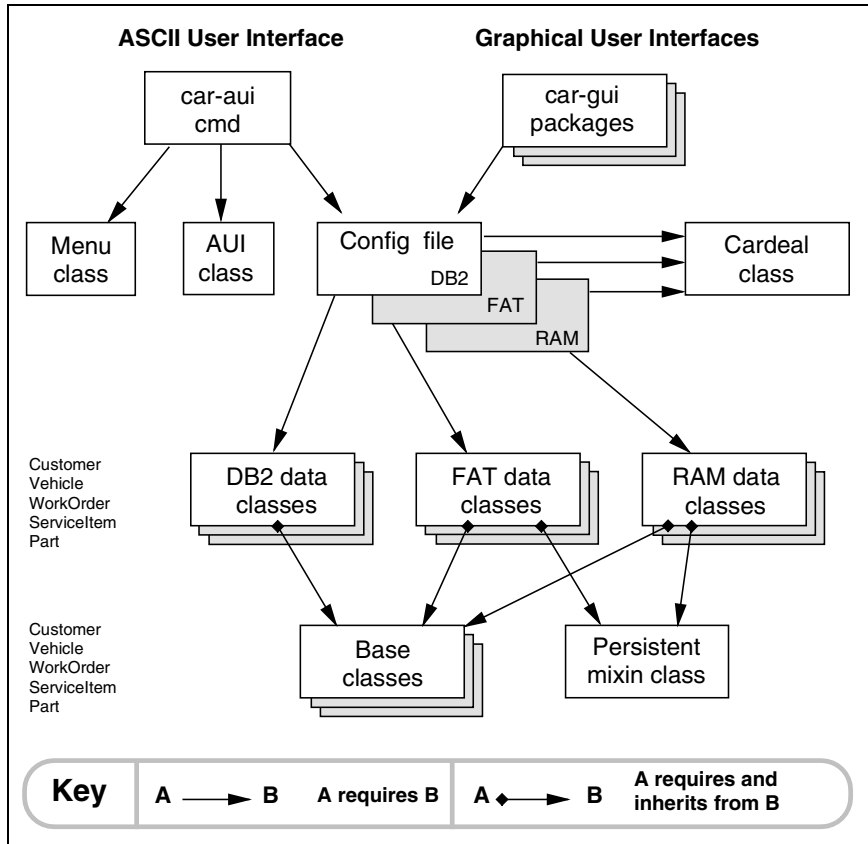 ASCII User Interface
Graphical User Interfaces
car-aui
cmd
car-gui
packages
Menu
class
AUI
class
Config file
DB2
FAT
RAM
Cardeal
class
Customer
Vehicle
WorkOrder
ServiceItem
Part
DB2 data
classes
FAT data
classes
RAM data
classes
Customer
Vehicle
WorkOrder
ServiceItem
Part
Base
classes
Persistent
mixin class
Key
A
B
A requires B
A
B
A requires and
inherits from B